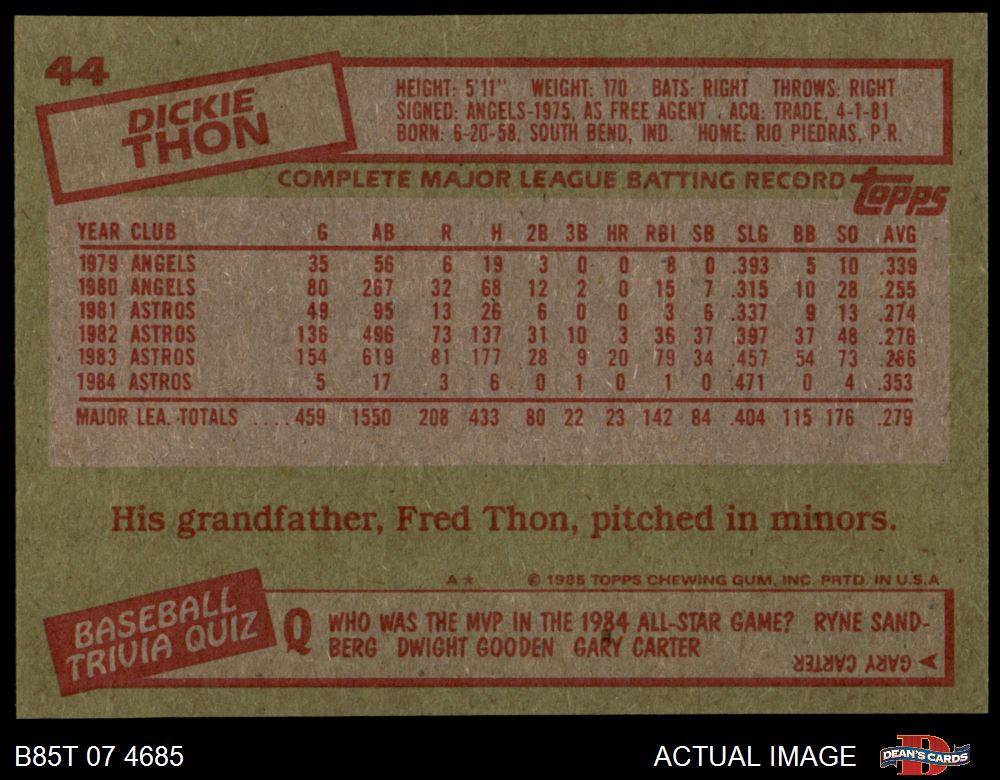 44
DICKIE
THON
HEIGHT: 5'11" WEIGHT: 170 BATS: RIGHT THROWS: RIGHT
SIGNED: ANGELS-1975, AS FREE AGENT . ACQ: TRADE, 4-1-81
BORN: 6-20-58, SOUTH BEND, IND. HOME: RIO PIEDRAS, P.R.
COMPLETE MAJOR LEAGUE BATTING RECORD topps
YEAR CLUB G AB R H 2B 3B HR RBI SB SLG BB SO AVG
1979 ANGELS 35 56 6 19 3 0 0 8 0 .393 5 10 .339
1980 ANGELS 80 267 32 68 12 2 0 15 7 .315 10 28 .255
1981 ASTROS 49 95 13 26 6 0 0 3 6 .337 9 13 .274
1982 ASTROS 136 496 73 137 31 10 3 36 37 .397 37 48 .276
1983 ASTROS 154 619 81 177 28 9 20 79 34 .457 54 73 .286
1984 ASTROS 5 17 3 6 0 1 0 1 0 .471 0 4 .353
MAJOR LEA. TOTALS ....459 1550 208 433 80 22 23 142 84 .404 115 176 .279
His grandfather, Fred Thon, pitched in minors.
A* © 1985 TOPPS CHEWING GUM, INC. PRTD. IN U.S.A
BASEBALL
TRIVIA QUIZ
Q WHO WAS THE MVP IN THE 1984 ALL-STAR GAME? RYNE SAND-
BERG DWIGHT GOODEN GARY CARTER
GARY CARTER
B85T 07 4685
ACTUAL IMAGE
DEAN'S CARDS